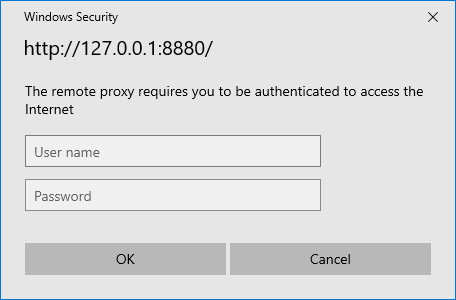 Windows Security
http://127.0.0.1:8880/
The remote proxy requires you to be authenticated to access the
Internet
User name
Password
OK Cancel